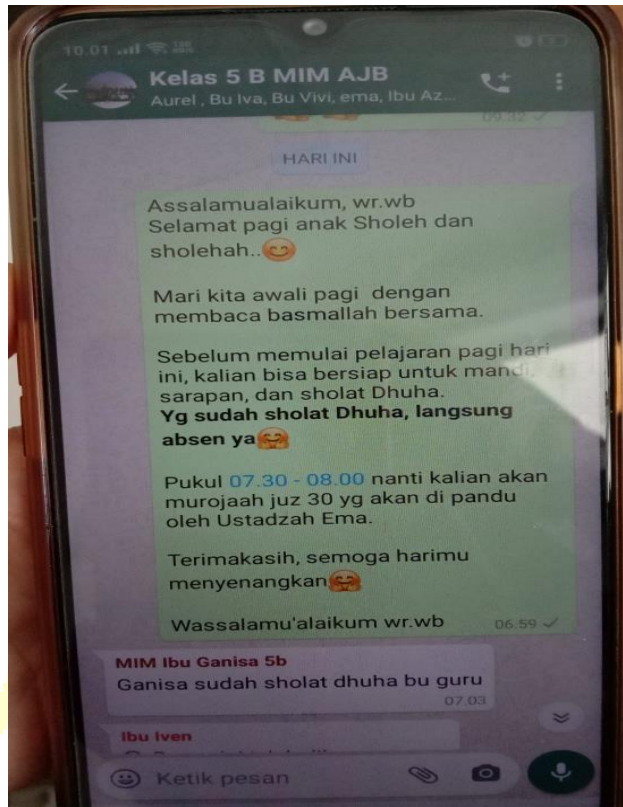 10.01
Kelas 5 B MIM AJB
Aurel , Bu Iva, Bu Vivi, ema, Ibu Az...
09.32
HARI INI
Assalamualaikum, wr.wb
Selamat pagi anak Sholeh dan
sholehah..😊
Mari kita awali pagi dengan
membaca basmallah bersama.
Sebelum memulai pelajaran pagi hari
ini, kalian bisa bersiap untuk mandi,
sarapan, dan sholat Dhuha.
Yg sudah sholat Dhuha, langsung
absen ya🤗
Pukul 07.30 - 08.00 nanti kalian akan
murojaah juz 30 yg akan di pandu
oleh Ustadzah Ema.
Terimakasih, semoga harimu
menyenangkan🤗
Wassalamu'alaikum wr.wb 06.59
MIM Ibu Ganisa 5b
Ganisa sudah sholat dhuha bu guru
07.03
Ibu Iven
Ketik pesan